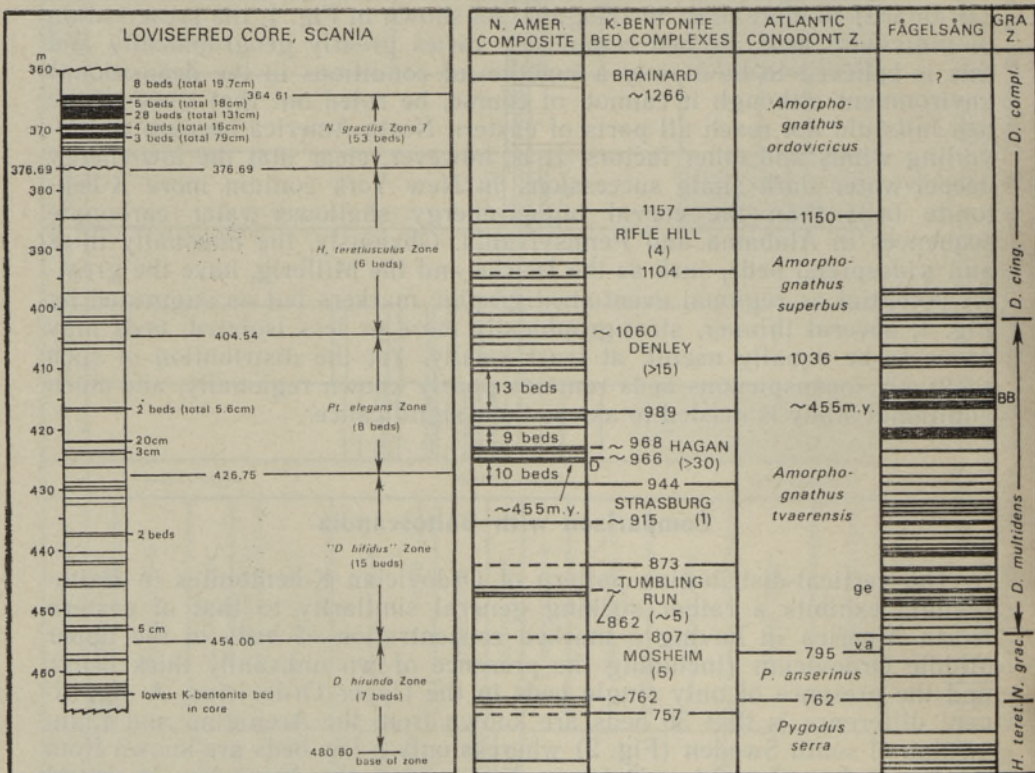 LOVISEFRED CORE, SCANIA
m
360
8 beds (total 19.7cm)
364.61
5 beds (total 18cm)
28 beds (total 131cm)
4 beds (total 16cm)
3 beds (total 79cm)
370
N gracilis Zone ?
(53 beds)
376.69
376.69
380
H. teretiusculus Zone
(6 beds)
390
400
404.54
410
Pt. elegans Zone
(8 beds)
2 beds (total 5.6cm)
420
20cm
3cm
426.75
430
"D bifidus" Zone
(15 beds)
2 beds
440
450
5 cm
454.00
460
D. hirundo Zone
(7 beds)
lowest K-bentonite bed
in core
480.80
base of zone
N. AMER.
COMPOSITE
13 beds
9 beds
10 beds
~455m.y.
K-BENTONITE
BED COMPLEXES
BRAINARD
~1266
1157
RIFLE HILL
(4)
1104
1060
DENLEY
(>15)
989
~ 968 HAGAN
D ~ 966 (>30)
944
STRASBURG
915 (1)
873
TUMBLING
RUN
862 (~5)
807
MOSHEIM
(5)
~762
757
ATLANTIC
CONODONT Z.
Amorpho-
gnathus
ordovicicus
1150
Amorpho-
gnathus
superbus
1036
~455m.y.
Amorpho-
gnathus
tvaerensis
ge
va
795
P. anserinus
762
Pygodus
serra
FÅGELSÅNG
GRA
Z.
D. compl.
D. cling.
BB
D. multidens
N. grac.
H. teret.